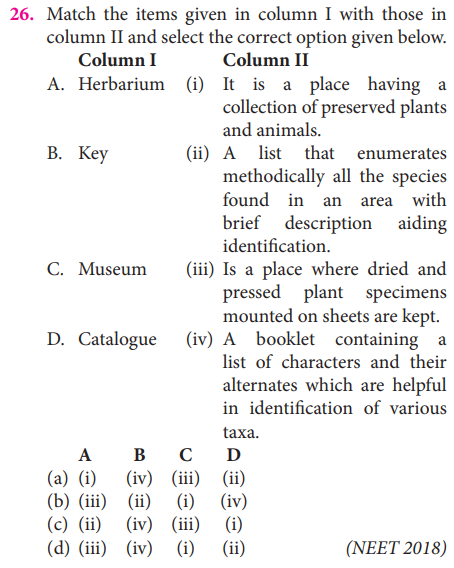 26. Match the items given in column I with those in
column II and select the correct option given below.
Column I Column II
A. Herbarium (i) It is a place having a
collection of preserved plants
and animals.
B. Key (ii) A list that enumerates
methodically all the species
found in an area with
brief description aiding
identification.
C. Museum (iii) Is a place where dried and
pressed plant specimens
mounted on sheets are kept.
D. Catalogue (iv) A booklet containing a
list of characters and their
alternates which are helpful
in identification of various
taxa.
A B C D
(a) (i) (iv) (iii) (ii)
(b) (iii) (ii) (i) (iv)
(c) (ii) (iv) (iii) (i)
(d) (iii) (iv) (i) (ii) (NEET 2018)